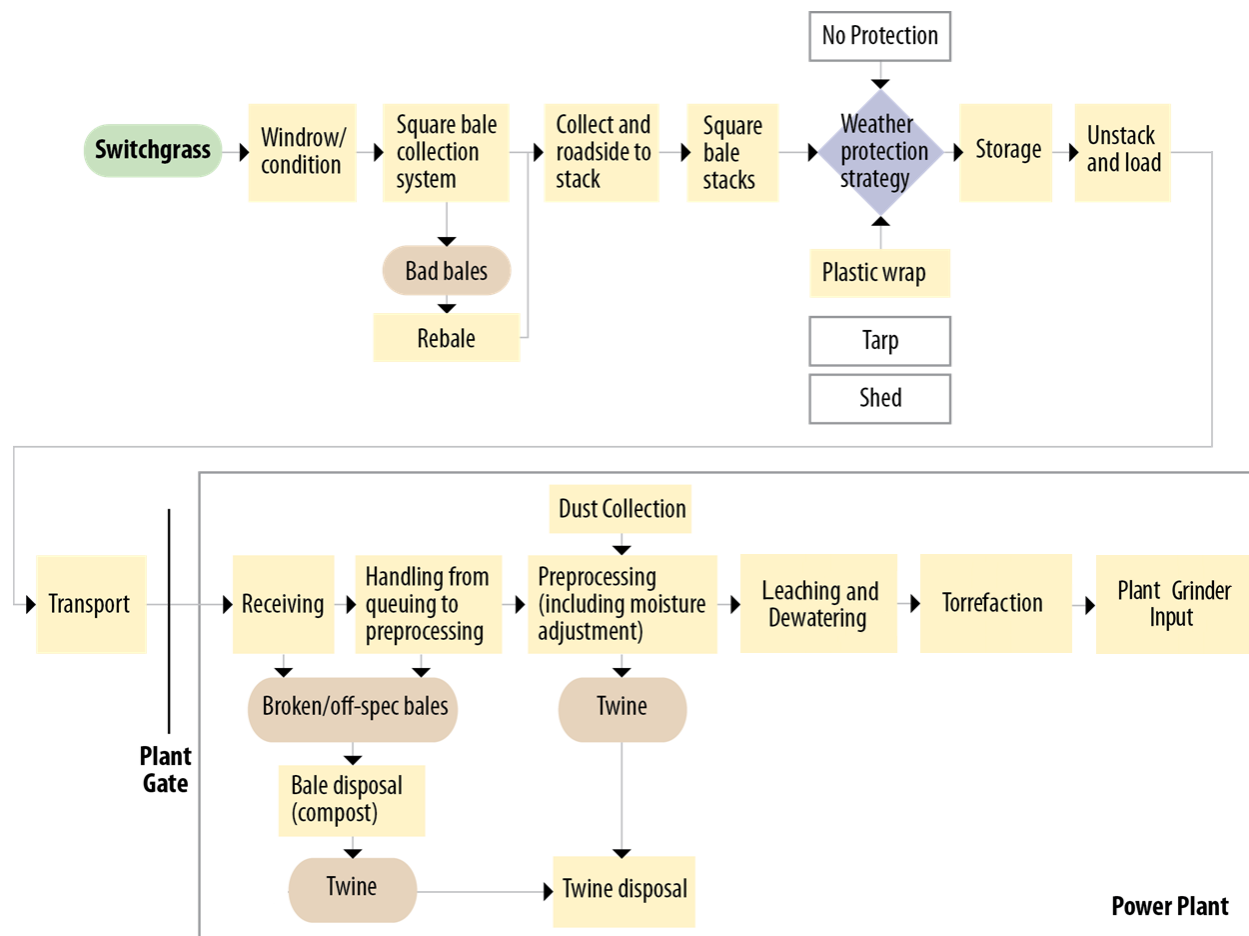 No Protection
Switchgrass
Windrow/
condition
Square bale
collection
system
Collect and
roadside to
stack
Square
bale
stacks
Weather
protection
strategy
Storage
Unstack
and load
Bad bales
Rebale
Plastic wrap
Tarp
Shed
Dust Collection
Transport
Plant
Gate
Receiving
Handling from
queuing to
preprocessing
Preprocessing
(including moisture
adjustment)
Leaching and
Dewatering
Torrefaction
Plant Grinder
Input
Broken/off-spec bales
Twine
Bale disposal
(compost)
Twine
Twine disposal
Power Plant